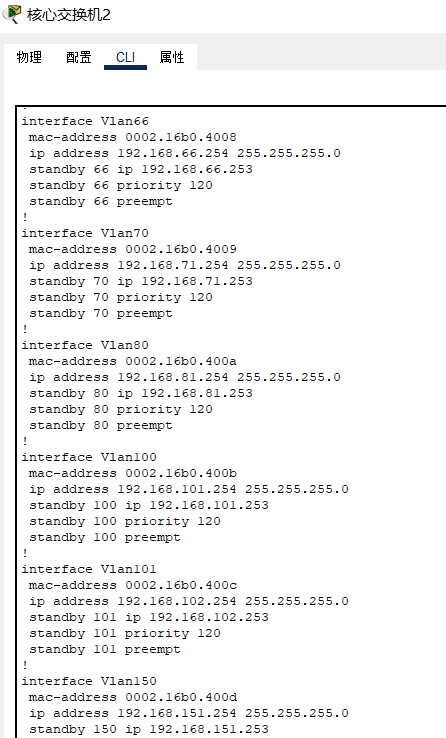 核心交换机2
物理 配置 CLI 属性
!
interface Vlan66
mac-address 0002.16b0.4008
ip address 192.168.66.254 255.255.255.0
standby 66 ip 192.168.66.253
standby 66 priority 120
standby 66 preempt
!
interface Vlan70
mac-address 0002.16b0.4009
ip address 192.168.71.254 255.255.255.0
standby 70 ip 192.168.71.253
standby 70 priority 120
standby 70 preempt
!
interface Vlan80
mac-address 0002.16b0.400a
ip address 192.168.81.254 255.255.255.0
standby 80 ip 192.168.81.253
standby 80 priority 120
standby 80 preempt
!
interface Vlan100
mac-address 0002.16b0.400b
ip address 192.168.101.254 255.255.255.0
standby 100 ip 192.168.101.253
standby 100 priority 120
standby 100 preempt
!
interface Vlan101
mac-address 0002.16b0.400c
ip address 192.168.102.254 255.255.255.0
standby 101 ip 192.168.102.253
standby 101 priority 120
standby 101 preempt
!
interface Vlan150
mac-address 0002.16b0.400d
ip address 192.168.151.254 255.255.255.0
standby 150 ip 192.168.151.253